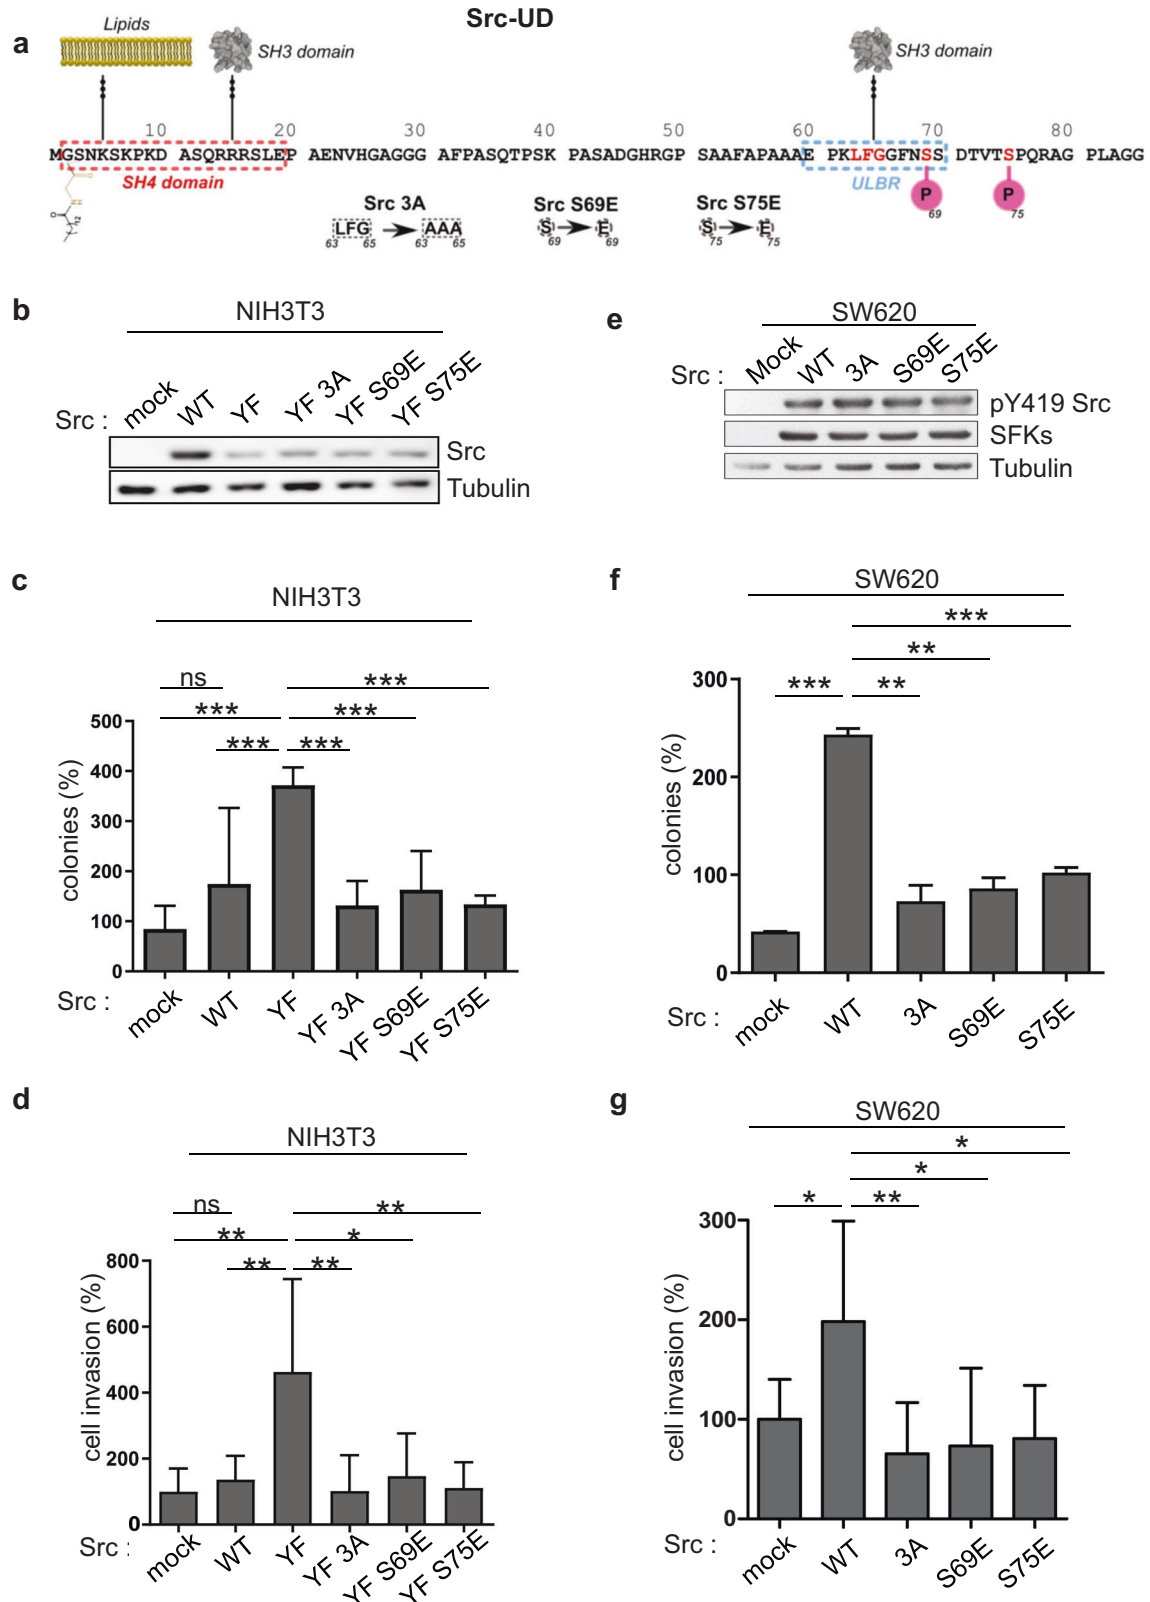 Src-UD
a
Lipids
SH3 domain
SH3 domain
10 20 30 40 50 60 70 80
MGSNKSKPKD ASQRRRSLEP AENVHGAGGG AFPASQTPSK PASADGHRGP SAAFAPAAAE PKLFGGFNSS DTVTSPQRAG PLAGG
SH4 domain
ULBR
P
69
P
75
O
O
12
Src 3A
LFG AAA
63 65 63 65
Src S69E
S E
69 69
Src S75E
S E
75 75
b
NIH3T3
Src : mock WT YF YF 3A YF S69E YF S75E
Src
Tubulin
e
SW620
Src : Mock WT 3A S69E S75E
pY419 Src
SFKs
Tubulin
c
NIH3T3
ns
***
***
***
***
***
colonies (%)
500
400
300
200
100
0
Src : mock WT YF YF 3A YF S69E YF S75E
f
SW620
***
**
***
**
colonies (%)
300
200
100
0
Src : mock WT 3A S69E S75E
d
NIH3T3
ns
**
**
*
**
**
cell invasion (%)
800
600
400
200
0
Src : mock WT YF YF 3A YF S69E YF S75E
g
SW620
*
*
*
**
cell invasion (%)
300
200
100
0
Src : mock WT 3A S69E S75E